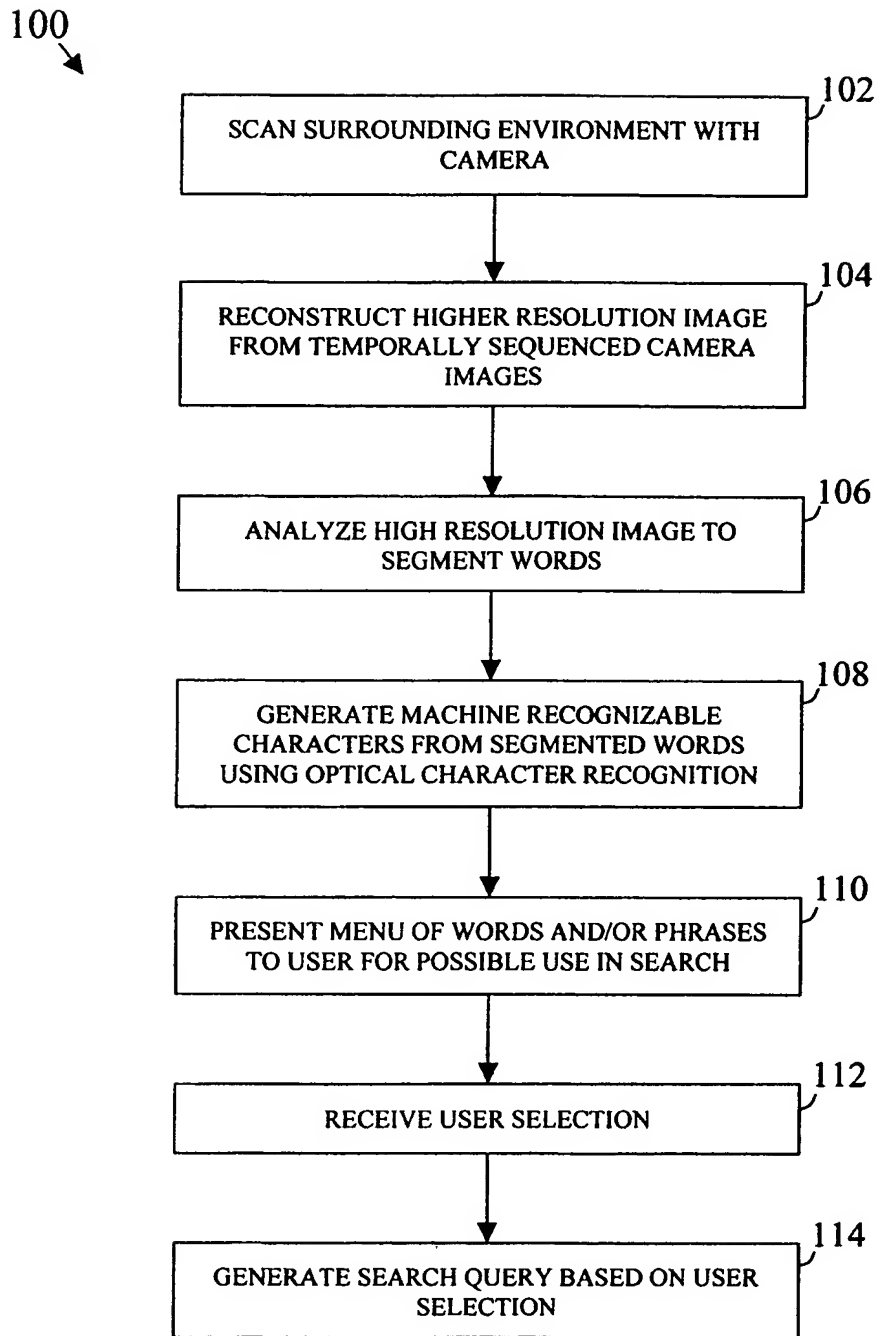 100
102
SCAN SURROUNDING ENVIRONMENT WITH
CAMERA
104
RECONSTRUCT HIGHER RESOLUTION IMAGE
FROM TEMPORALLY SEQUENCED CAMERA
IMAGES
106
ANALYZE HIGH RESOLUTION IMAGE TO
SEGMENT WORDS
108
GENERATE MACHINE RECOGNIZABLE
CHARACTERS FROM SEGMENTED WORDS
USING OPTICAL CHARACTER RECOGNITION
110
PRESENT MENU OF WORDS AND/OR PHRASES
TO USER FOR POSSIBLE USE IN SEARCH
112
RECEIVE USER SELECTION
114
GENERATE SEARCH QUERY BASED ON USER
SELECTION